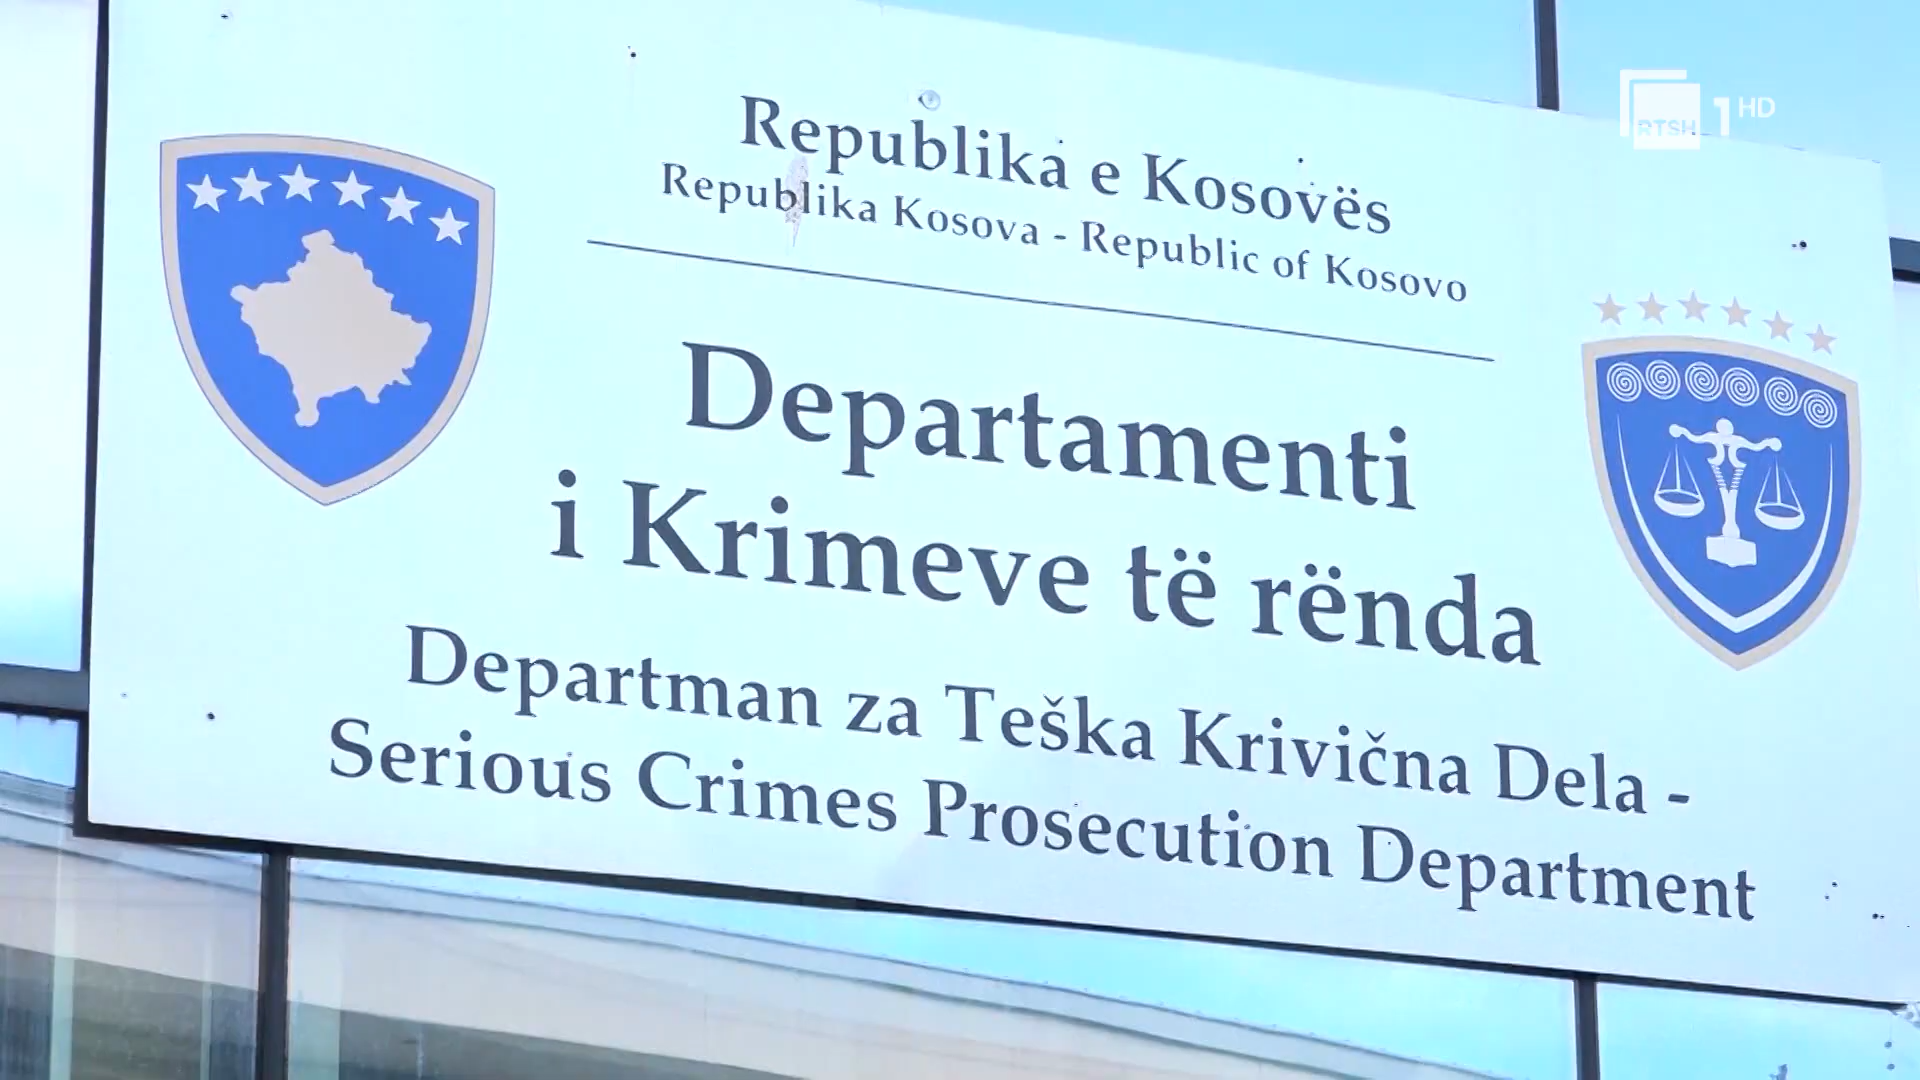 RTSH 1 HD
Republika e Kosovës
Republika Kosova - Republic of Kosovo
Departamenti
i Krimeve të rënda
Departman za Teška Krivična Dela -
Serious Crimes Prosecution Department